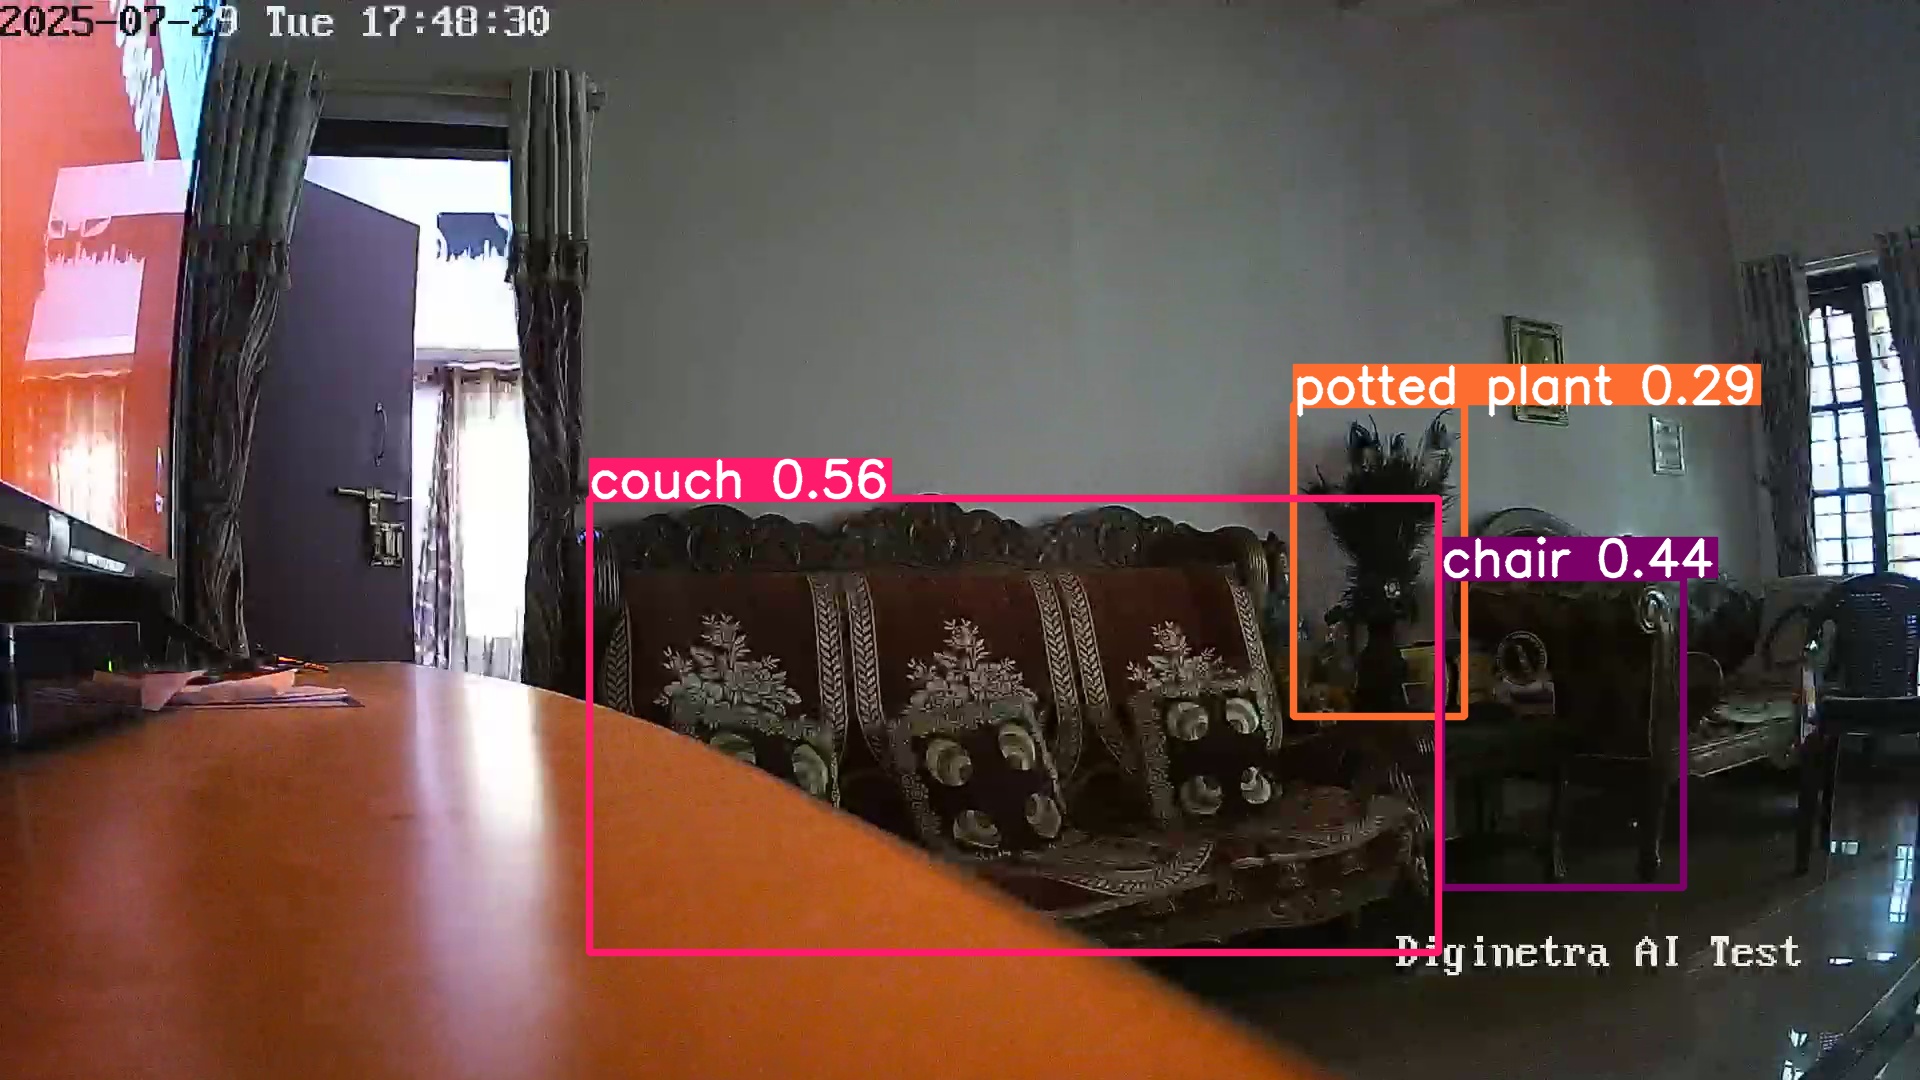 2025-07-29 Tue 17:48:30
potted plant 0.29
couch 0.56
chair 0.44
Diginetra AI Test